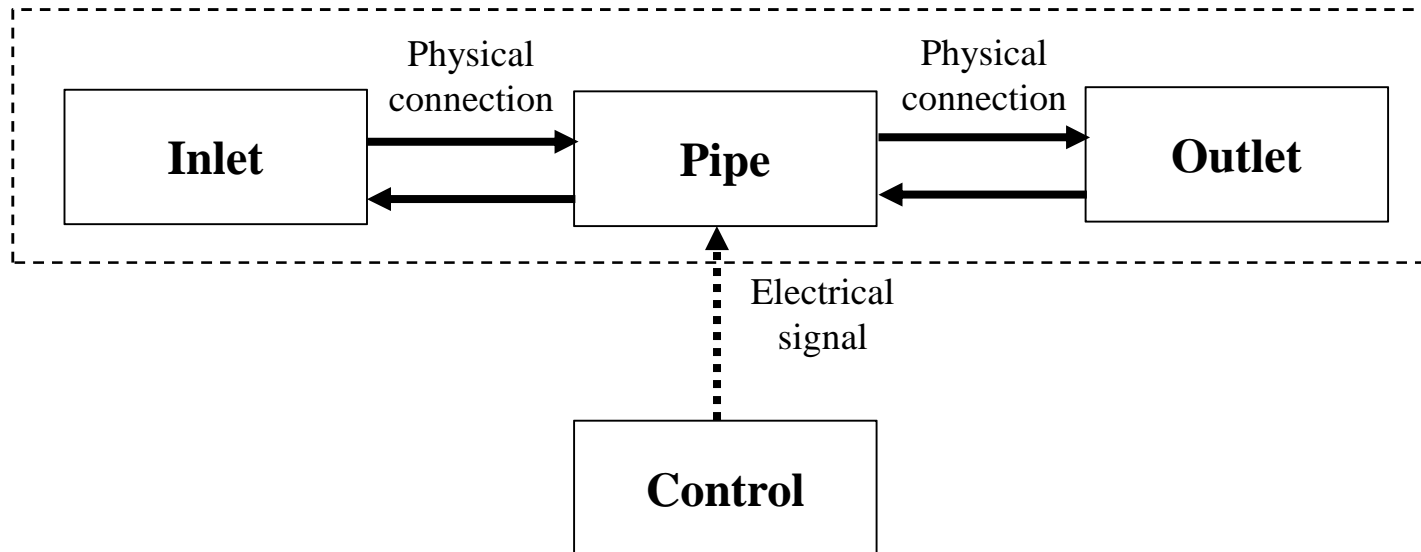 Physical
connection
Physical
connection
Inlet
Pipe
Outlet
Electrical
signal
Control